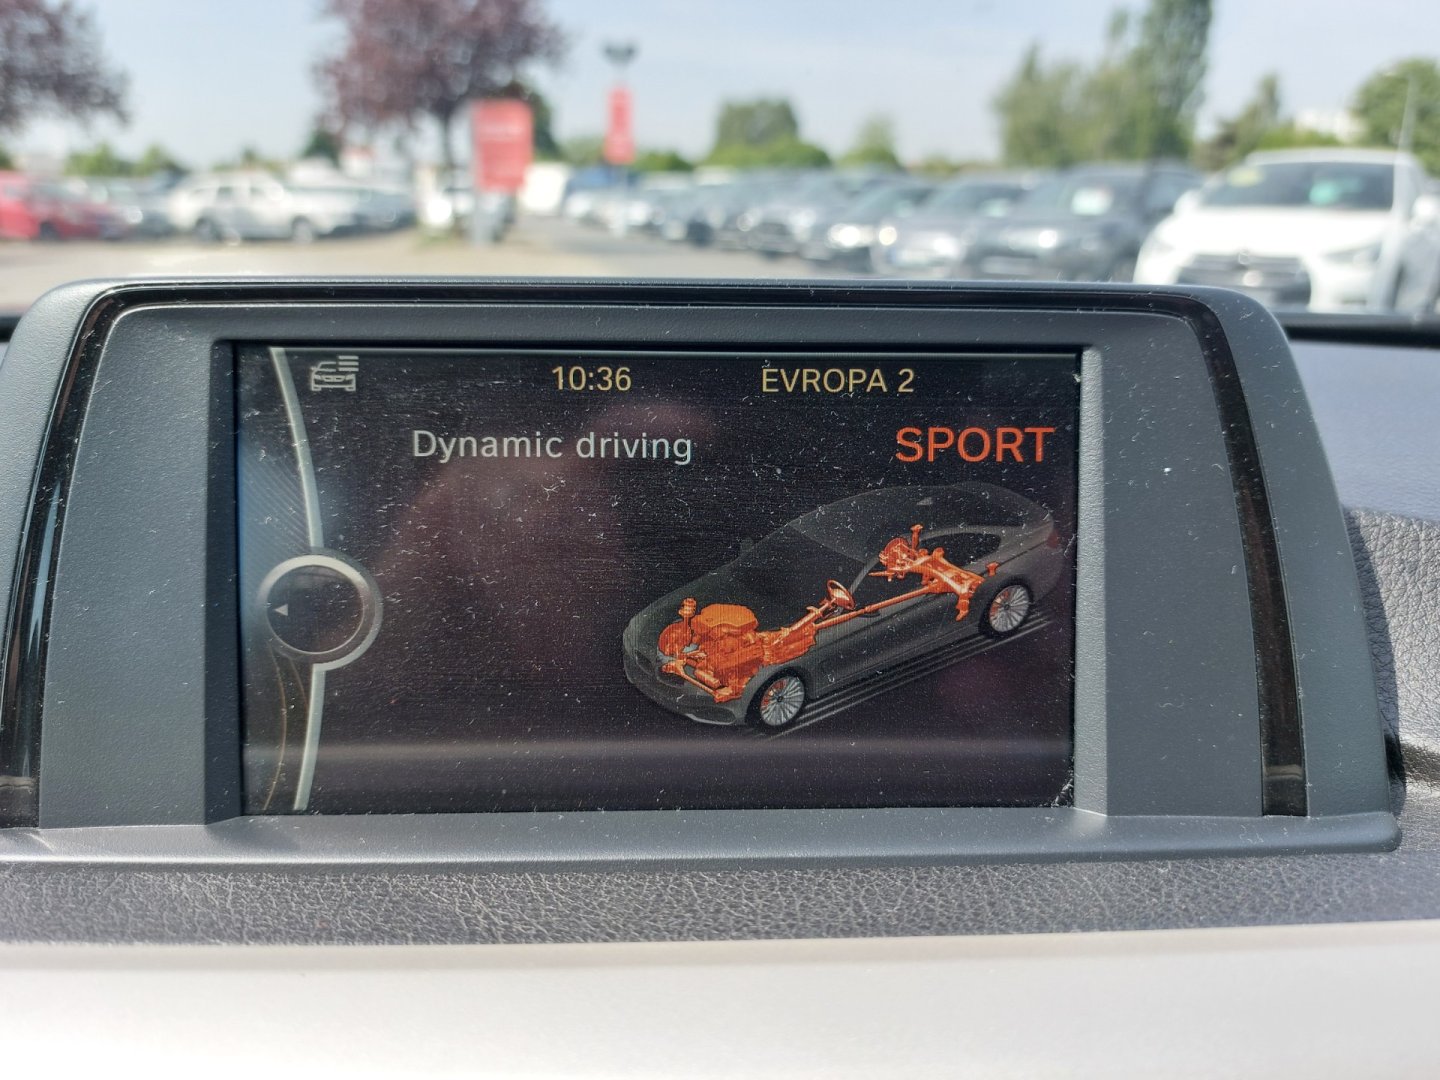 10:36 EVROPA 2
Dynamic driving SPORT